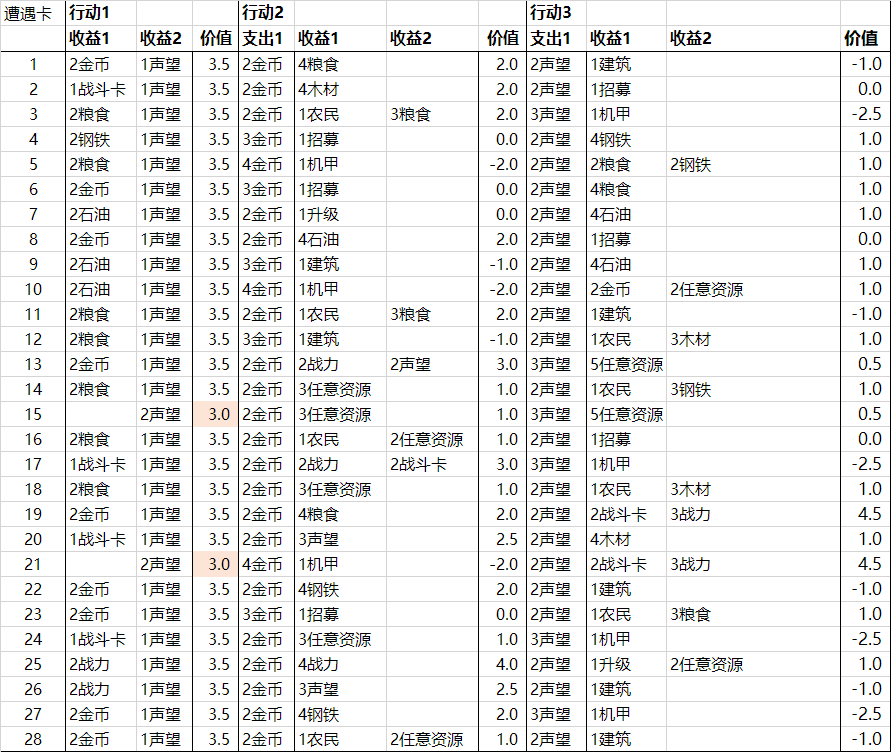 遭遇卡 行动1 行动2 行动3
收益1 收益2 价值 支出1 收益1 收益2 价值 支出1 收益1 收益2 价值
1 2金币 1声望 3.5 2金币 4粮食 2.0 2声望 1建筑 -1.0
2 1战斗卡 1声望 3.5 2金币 4木材 2.0 2声望 1招募 0.0
3 2粮食 1声望 3.5 2金币 1农民 3粮食 2.0 3声望 1机甲 -2.5
4 2钢铁 1声望 3.5 3金币 1招募 0.0 2声望 4钢铁 1.0
5 2粮食 1声望 3.5 4金币 1机甲 -2.0 2声望 2粮食 2钢铁 1.0
6 2金币 1声望 3.5 3金币 1招募 0.0 2声望 4粮食 1.0
7 2石油 1声望 3.5 2金币 1升级 0.0 2声望 4石油 1.0
8 2金币 1声望 3.5 2金币 4石油 2.0 2声望 1招募 0.0
9 2石油 1声望 3.5 3金币 1建筑 -1.0 2声望 4石油 1.0
10 2石油 1声望 3.5 4金币 1机甲 -2.0 2声望 2金币 2任意资源 1.0
11 2粮食 1声望 3.5 2金币 1农民 3粮食 2.0 2声望 1建筑 -1.0
12 2粮食 1声望 3.5 3金币 1建筑 -1.0 2声望 1农民 3木材 1.0
13 2金币 1声望 3.5 2金币 2战力 2声望 3.0 3声望 5任意资源 0.5
14 2粮食 1声望 3.5 2金币 3任意资源 1.0 2声望 1农民 3钢铁 1.0
15 2声望 3.0 2金币 3任意资源 1.0 3声望 5任意资源 0.5
16 2粮食 1声望 3.5 2金币 1农民 2任意资源 1.0 2声望 1招募 0.0
17 1战斗卡 1声望 3.5 2金币 2战力 2战斗卡 3.0 3声望 1机甲 -2.5
18 2粮食 1声望 3.5 2金币 3任意资源 1.0 2声望 1农民 3木材 1.0
19 2金币 1声望 3.5 2金币 4粮食 2.0 2声望 2战斗卡 3战力 4.5
20 1战斗卡 1声望 3.5 2金币 3声望 2.5 2声望 4木材 1.0
21 2声望 3.0 4金币 1机甲 -2.0 2声望 2战斗卡 3战力 4.5
22 2金币 1声望 3.5 2金币 4钢铁 2.0 2声望 1建筑 -1.0
23 2金币 1声望 3.5 3金币 1招募 0.0 2声望 1农民 3粮食 1.0
24 1战斗卡 1声望 3.5 2金币 3任意资源 1.0 3声望 1机甲 -2.5
25 2战力 1声望 3.5 2金币 4战力 4.0 2声望 1升级 2任意资源 1.0
26 2战力 1声望 3.5 2金币 3声望 2.5 2声望 1建筑 -1.0
27 2金币 1声望 3.5 2金币 4钢铁 2.0 3声望 1机甲 -2.5
28 2金币 1声望 3.5 2金币 1农民 2任意资源 1.0 2声望 1建筑 -1.0